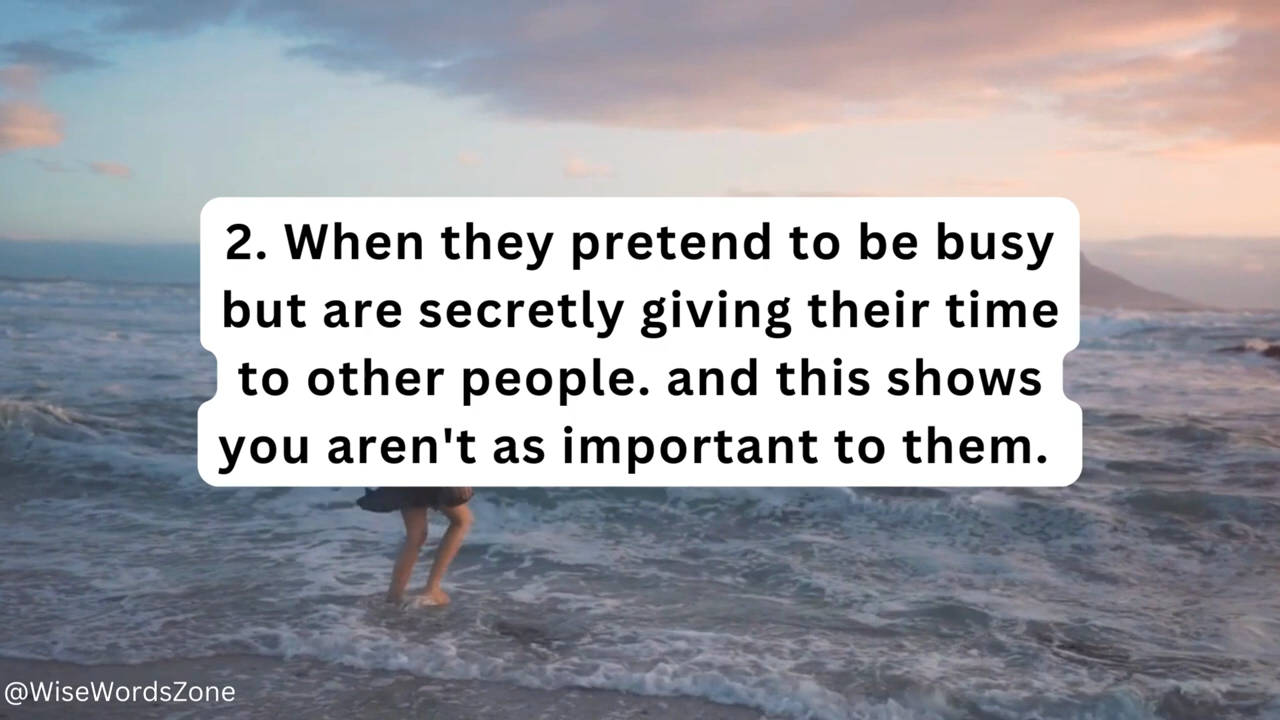 2. When they pretend to be busy
but are secretly giving their time
to other people. and this shows
you aren't as important to them.
@WiseWordsZone